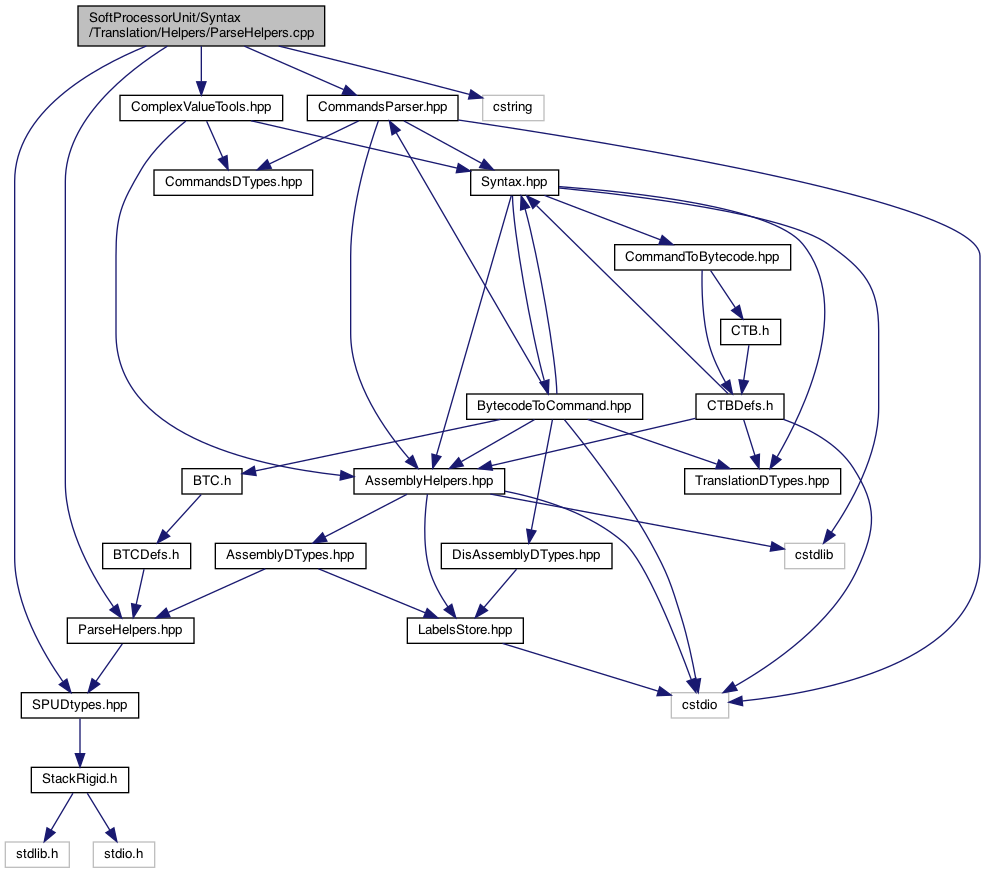 SoftProcessorUnit/Syntax
/Translation/Helpers/ParseHelpers.cpp
ComplexValueTools.hpp
CommandsParser.hpp
cstring
CommandsDTypes.hpp
Syntax.hpp
CommandToBytecode.hpp
CTB.h
BytecodeToCommand.hpp
CTBDefs.h
BTC.h
AssemblyHelpers.hpp
TranslationDTypes.hpp
BTCDefs.h
AssemblyDTypes.hpp
DisAssemblyDTypes.hpp
cstdlib
ParseHelpers.hpp
LabelsStore.hpp
SPUDtypes.hpp
cstdio
StackRigid.h
stdlib.h
stdio.h